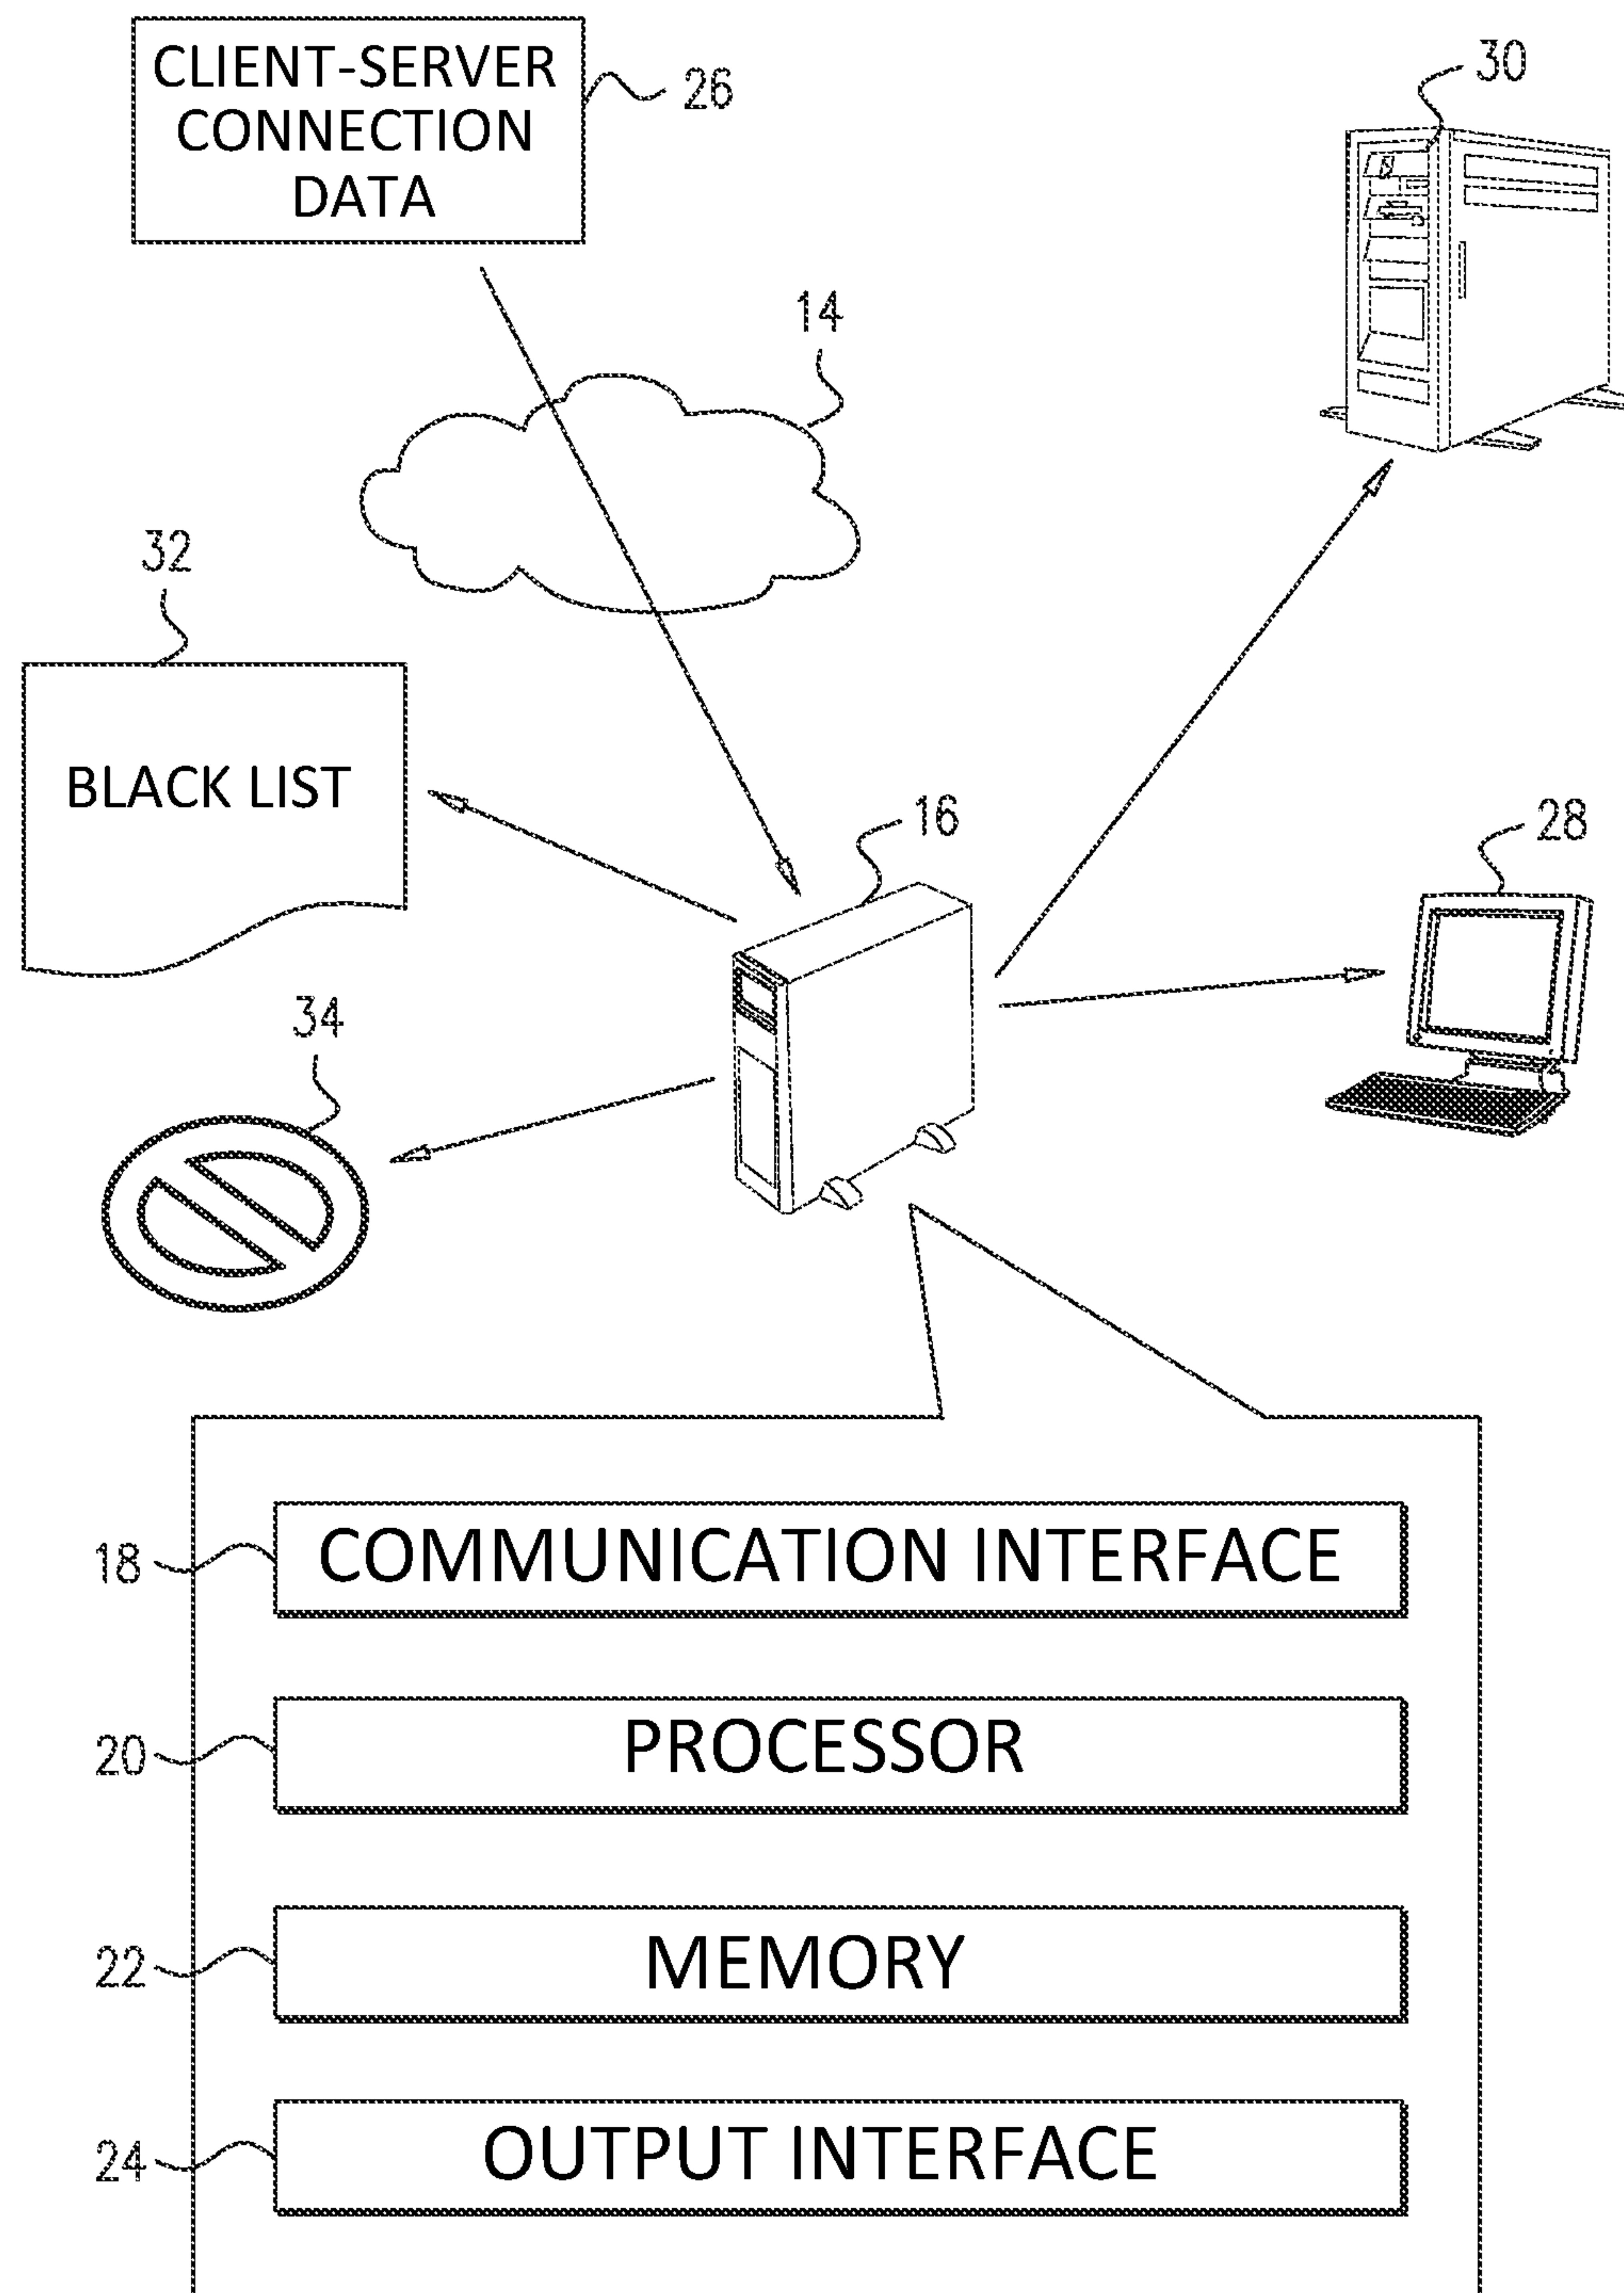 CLIENT-SERVER
CONNECTION
DATA
26
30
14
32
BLACK LIST
16
28
34
18
COMMUNICATION INTERFACE
20
PROCESSOR
22
MEMORY
24
OUTPUT INTERFACE